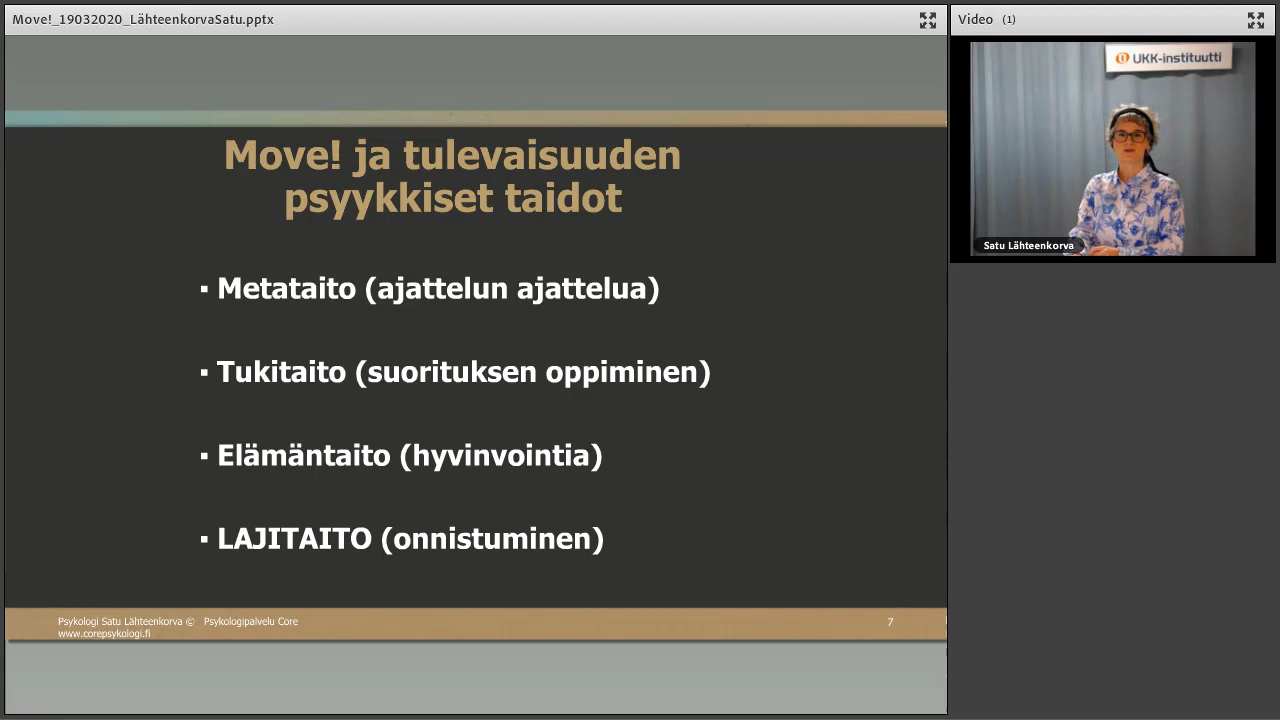 Move!_19032020_LähteenkorvaSatu.pptx
Video (1)
UKK-instituutti
Satu Lähteenkorva
Move! ja tulevaisuuden
psyykkiset taidot
▪ Metataito (ajattelun ajattelua)
▪ Tukitaito (suorituksen oppiminen)
▪ Elämäntaito (hyvinvointia)
▪ LAJITAITO (onnistuminen)
Psykologi Satu Lähteenkorva © Psykologipalvelu Core
www.corepsykologi.fi
7